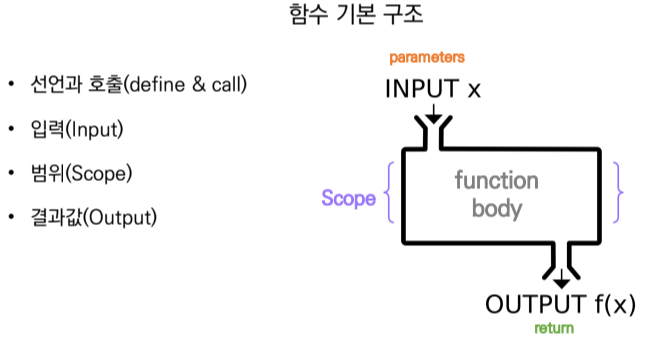 함수 기본 구조
• 선언과 호출(define & call)
• 입력(Input)
• 범위(Scope)
• 결과값(Output)
parameters
INPUT x
Scope
function
body
OUTPUT f(x)
return